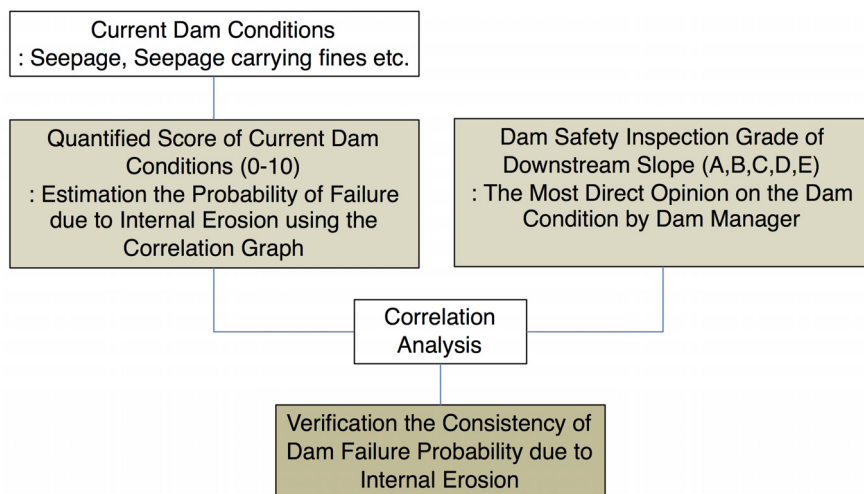 Current Dam Conditions
: Seepage, Seepage carrying fines etc.
Quantified Score of Current Dam
Conditions (0-10)
: Estimation the Probability of Failure
due to Internal Erosion using the
Correlation Graph
Dam Safety Inspection Grade of
Downstream Slope (A,B,C,D,E)
: The Most Direct Opinion on the Dam
Condition by Dam Manager
Correlation
Analysis
Verification the Consistency of
Dam Failure Probability due to
Internal Erosion